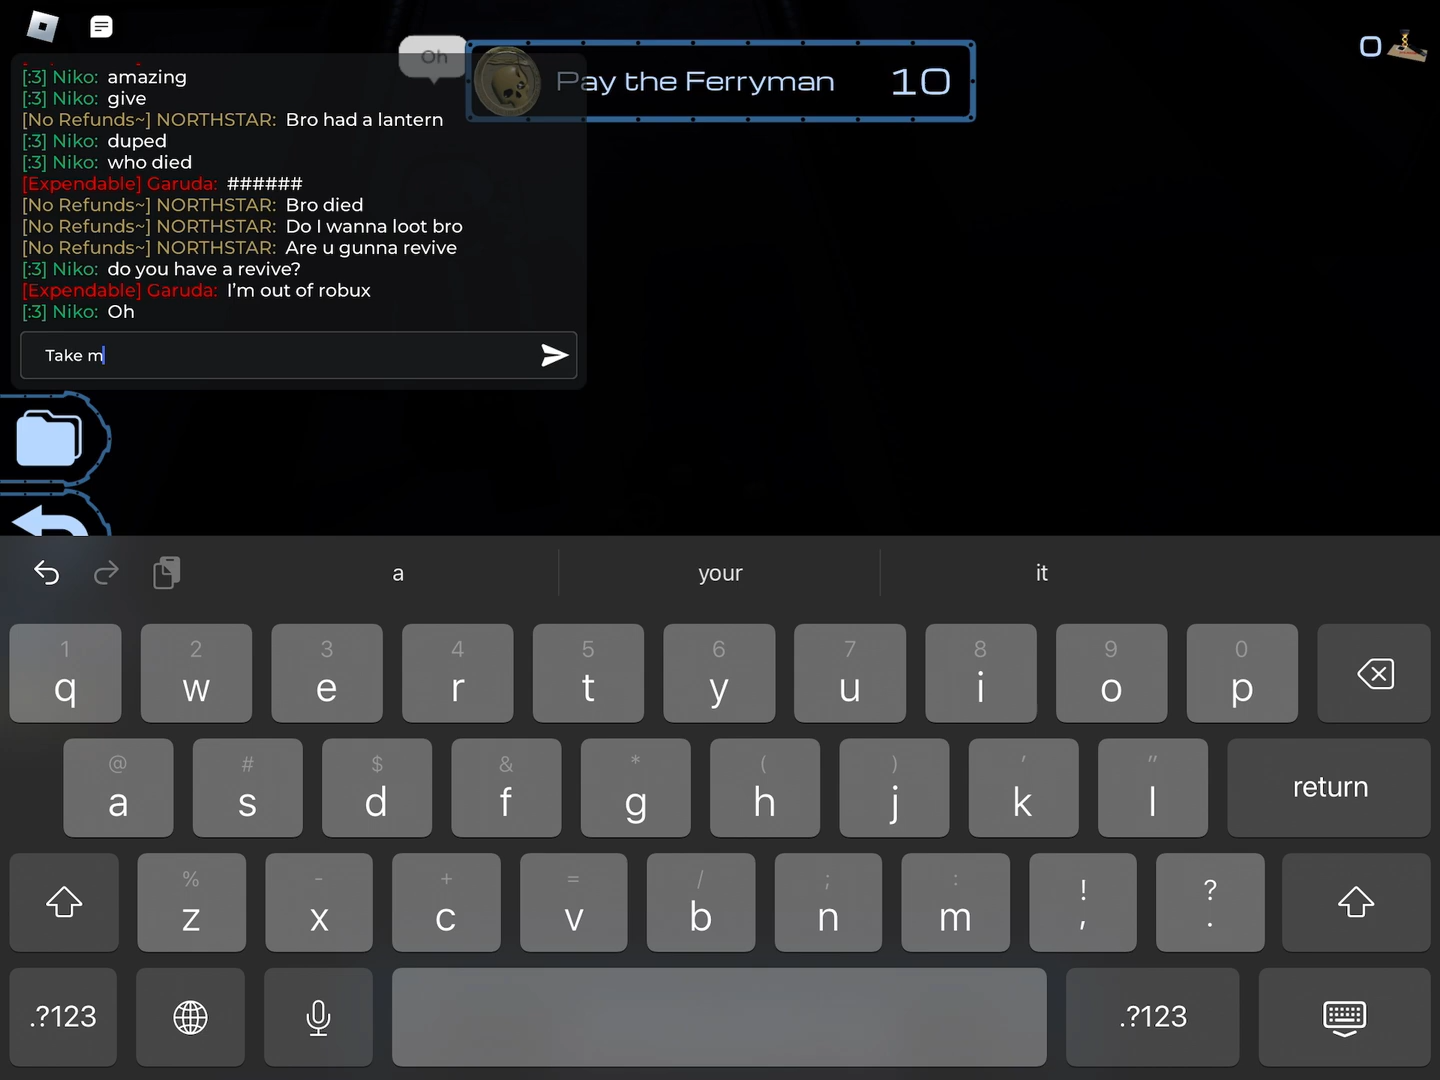 Oh
Pay the Ferryman 10
0
[:3] Niko: amazing
[:3] Niko: give
[No Refunds~] NORTHSTAR: Bro had a lantern
[:3] Niko: duped
[:3] Niko: who died
[Expendable] Garuda: ######
[No Refunds~] NORTHSTAR: Bro died
[No Refunds~] NORTHSTAR: Do I wanna loot bro
[No Refunds~] NORTHSTAR: Are u gunna revive
[:3] Niko: do you have a revive?
[Expendable] Garuda: I’m out of robux
[:3] Niko: Oh
Take m
a your it
1 2 3 4 5 6 7 8 9 0
q w e r t y u i o p
@ # $ & * ( ) ' "
a s d f g h j k l return
% - + = / ; : ! ?
z x c v b n m , .
.?123 .?123